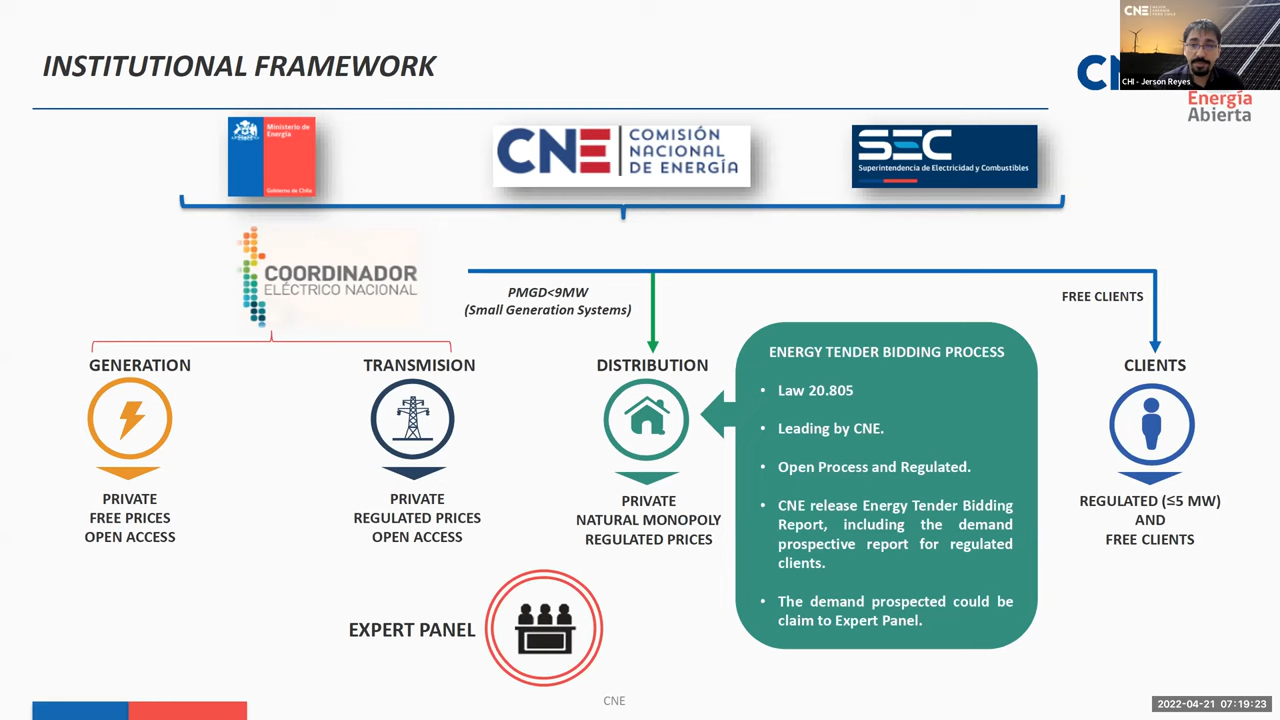 INSTITUTIONAL FRAMEWORK
CNE
CHI - Jerson Reyes
Energía
Abierta
Ministerio de
Energía
Gobierno de Chile
CNE
COMISIÓN
NACIONAL
DE ENERGÍA
SEC
Superintendencia de Electricidad y Combustibles
COORDINADOR
ELÉCTRICO NACIONAL
PMGD<9MW
(Small Generation Systems)
FREE CLIENTS
GENERATION
PRIVATE
FREE PRICES
OPEN ACCESS
TRANSMISION
PRIVATE
REGULATED PRICES
OPEN ACCESS
DISTRIBUTION
PRIVATE
NATURAL MONOPOLY
REGULATED PRICES
ENERGY TENDER BIDDING PROCESS
• Law 20.805
• Leading by CNE.
• Open Process and Regulated.
• CNE release Energy Tender Bidding
Report, including the demand
prospective report for regulated
clients.
• The demand prospected could be
claim to Expert Panel.
CLIENTS
REGULATED (≤5 MW)
AND
FREE CLIENTS
EXPERT PANEL
CNE
2022-04-21 07:19:23